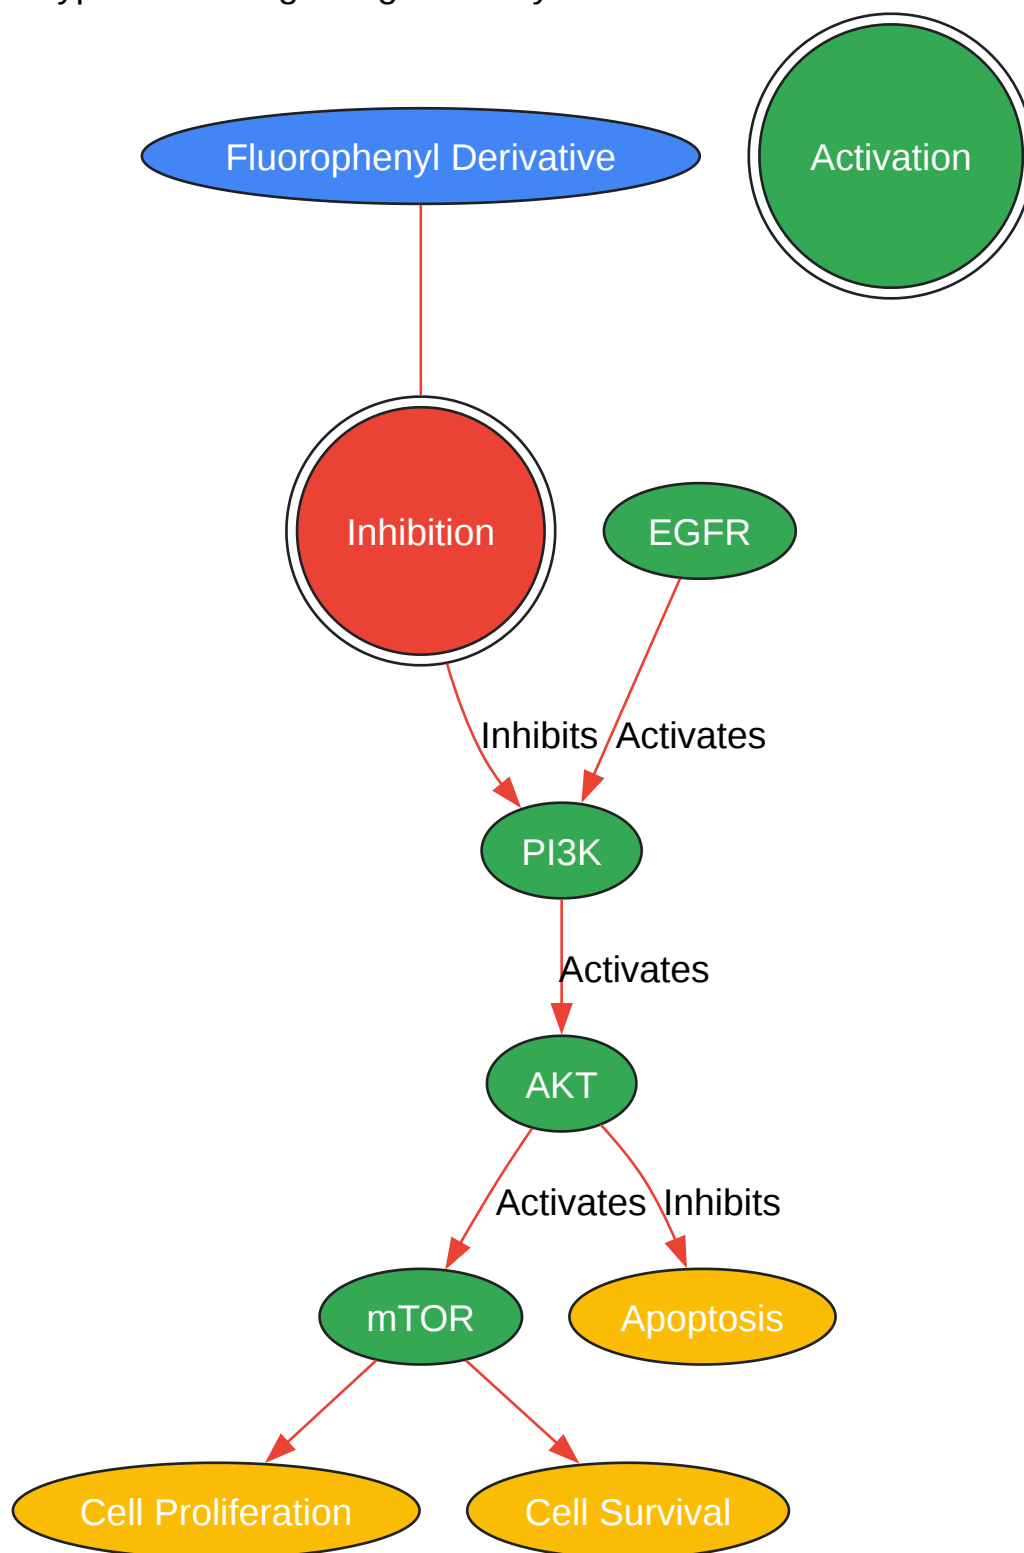 Fluorophenyl Derivative
Activation
Inhibition
EGFR
Inhibits
Activates
PI3K
Activates
AKT
Activates
Inhibits
mTOR
Apoptosis
Cell Proliferation
Cell Survival